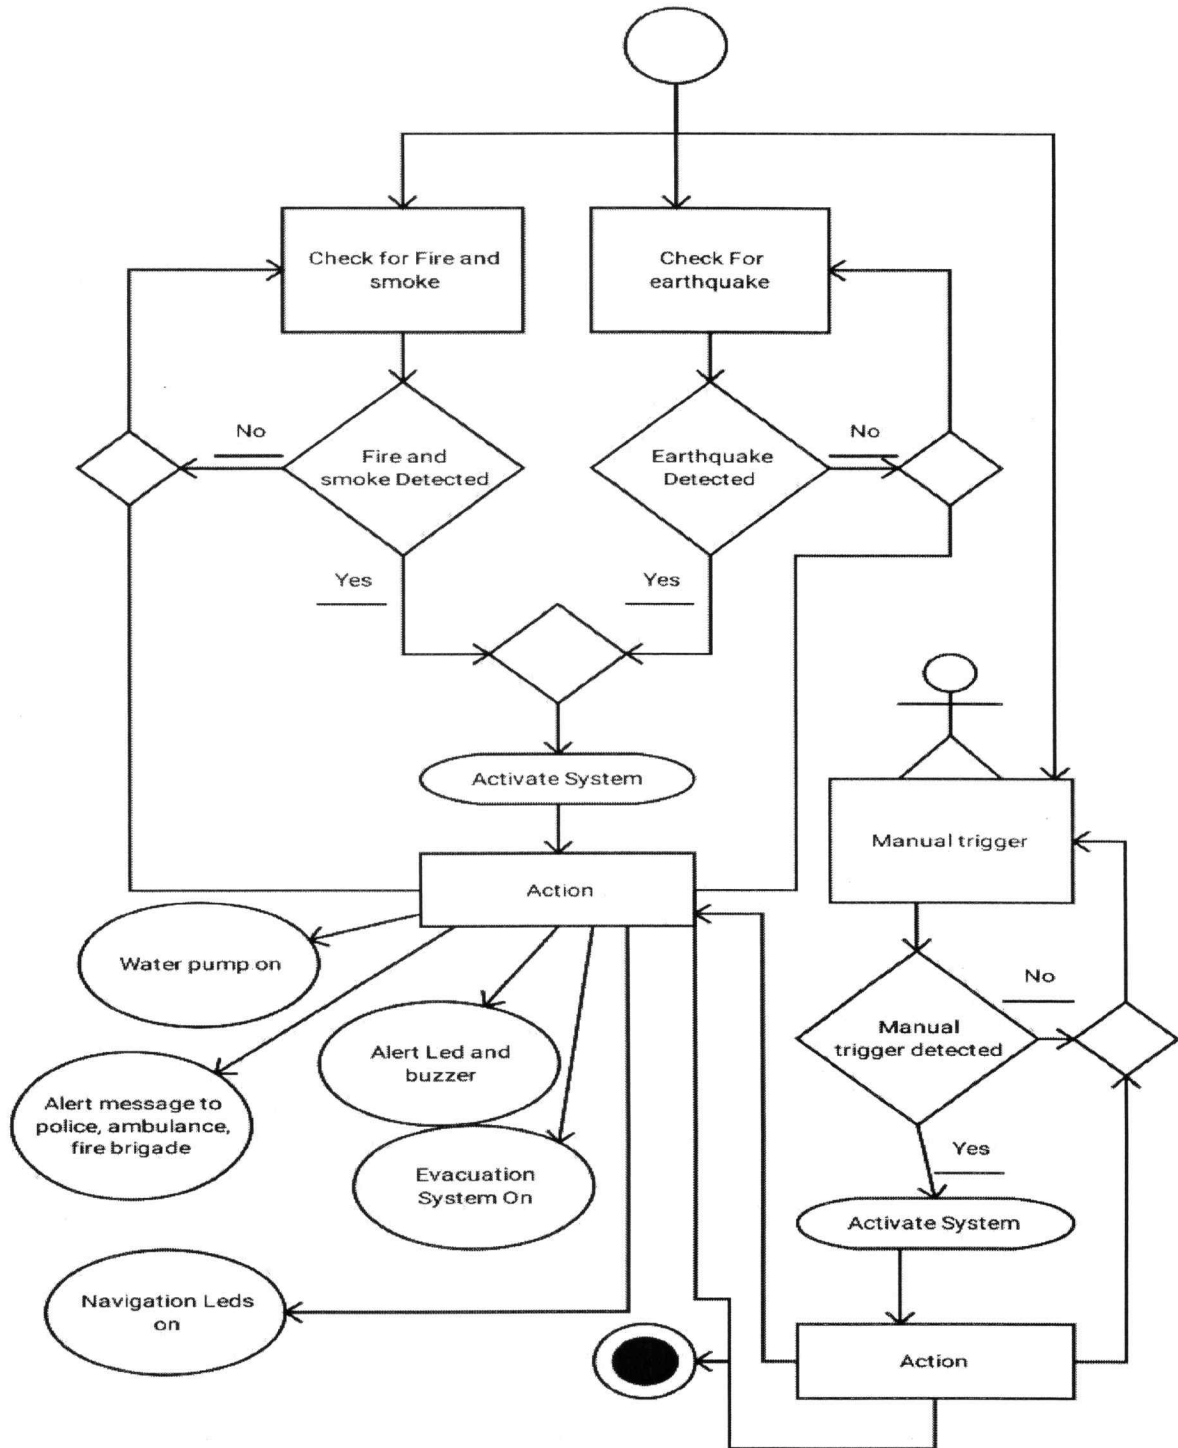 Check for Fire and
smoke
Check For
earthquake
No
Fire and
smoke Detected
Earthquake
Detected
No
Yes
Yes
Activate System
Manual trigger
Action
Water pump on
No
Manual
trigger detected
Alert Led and
buzzer
Alert message to
police, ambulance,
fire brigade
Yes
Evacuation
System On
Activate System
Navigation Leds
on
Action